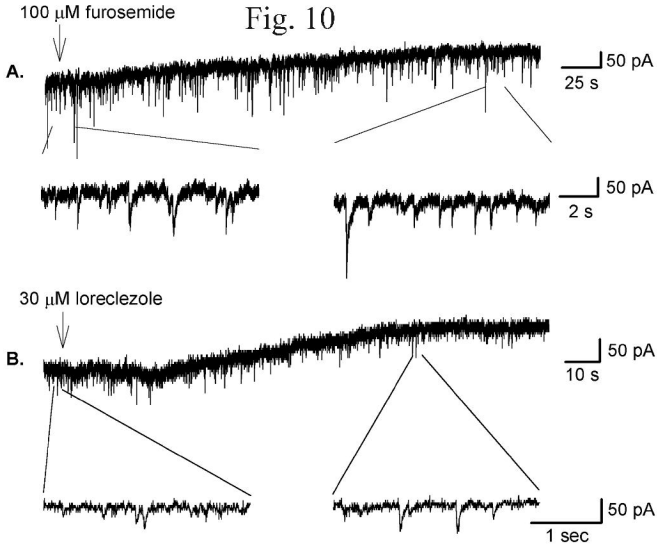 Fig. 10
100 μM furosemide
A.
50 pA
25 s
50 pA
2 s
30 μM loreclezole
B.
50 pA
10 s
50 pA
1 sec